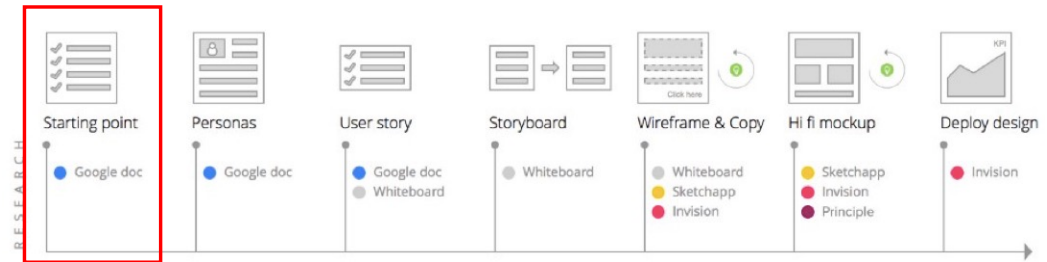 KPI
Click here
Starting point
Personas
User story
Storyboard
Wireframe & Copy
Hi fi mockup
Deploy design
RESEARCH
Google doc
Google doc
Google doc
Whiteboard
Whiteboard
Whiteboard
Sketchapp
Invision
Sketchapp
Invision
Principle
Invision